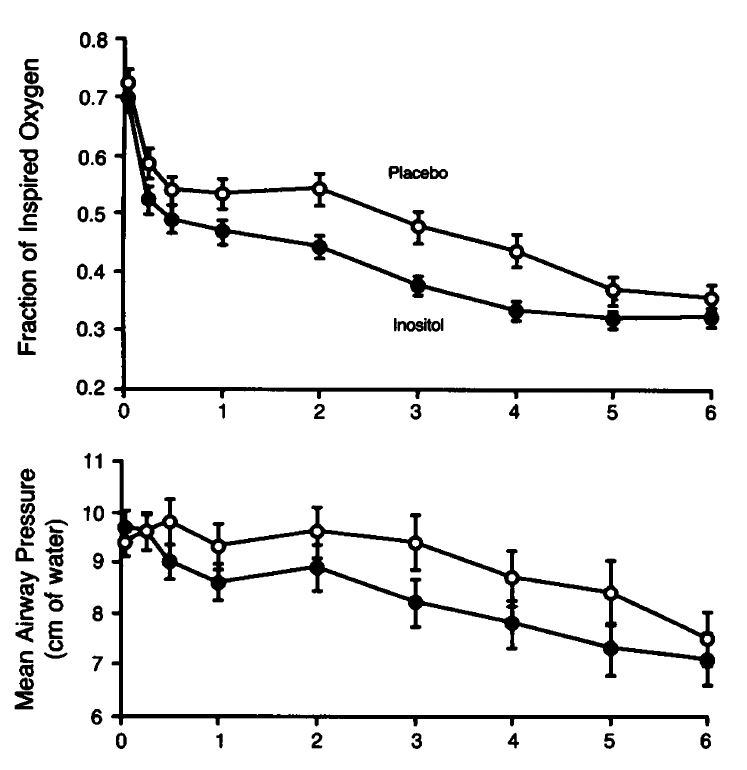 Fraction of Inspired Oxygen
0.8
0.7
0.6
0.5
0.4
0.3
0.2
Placebo
Inositol
0 1 2 3 4 5 6
Mean Airway Pressure
(cm of water)
11
10
9
8
7
6
0 1 2 3 4 5 6